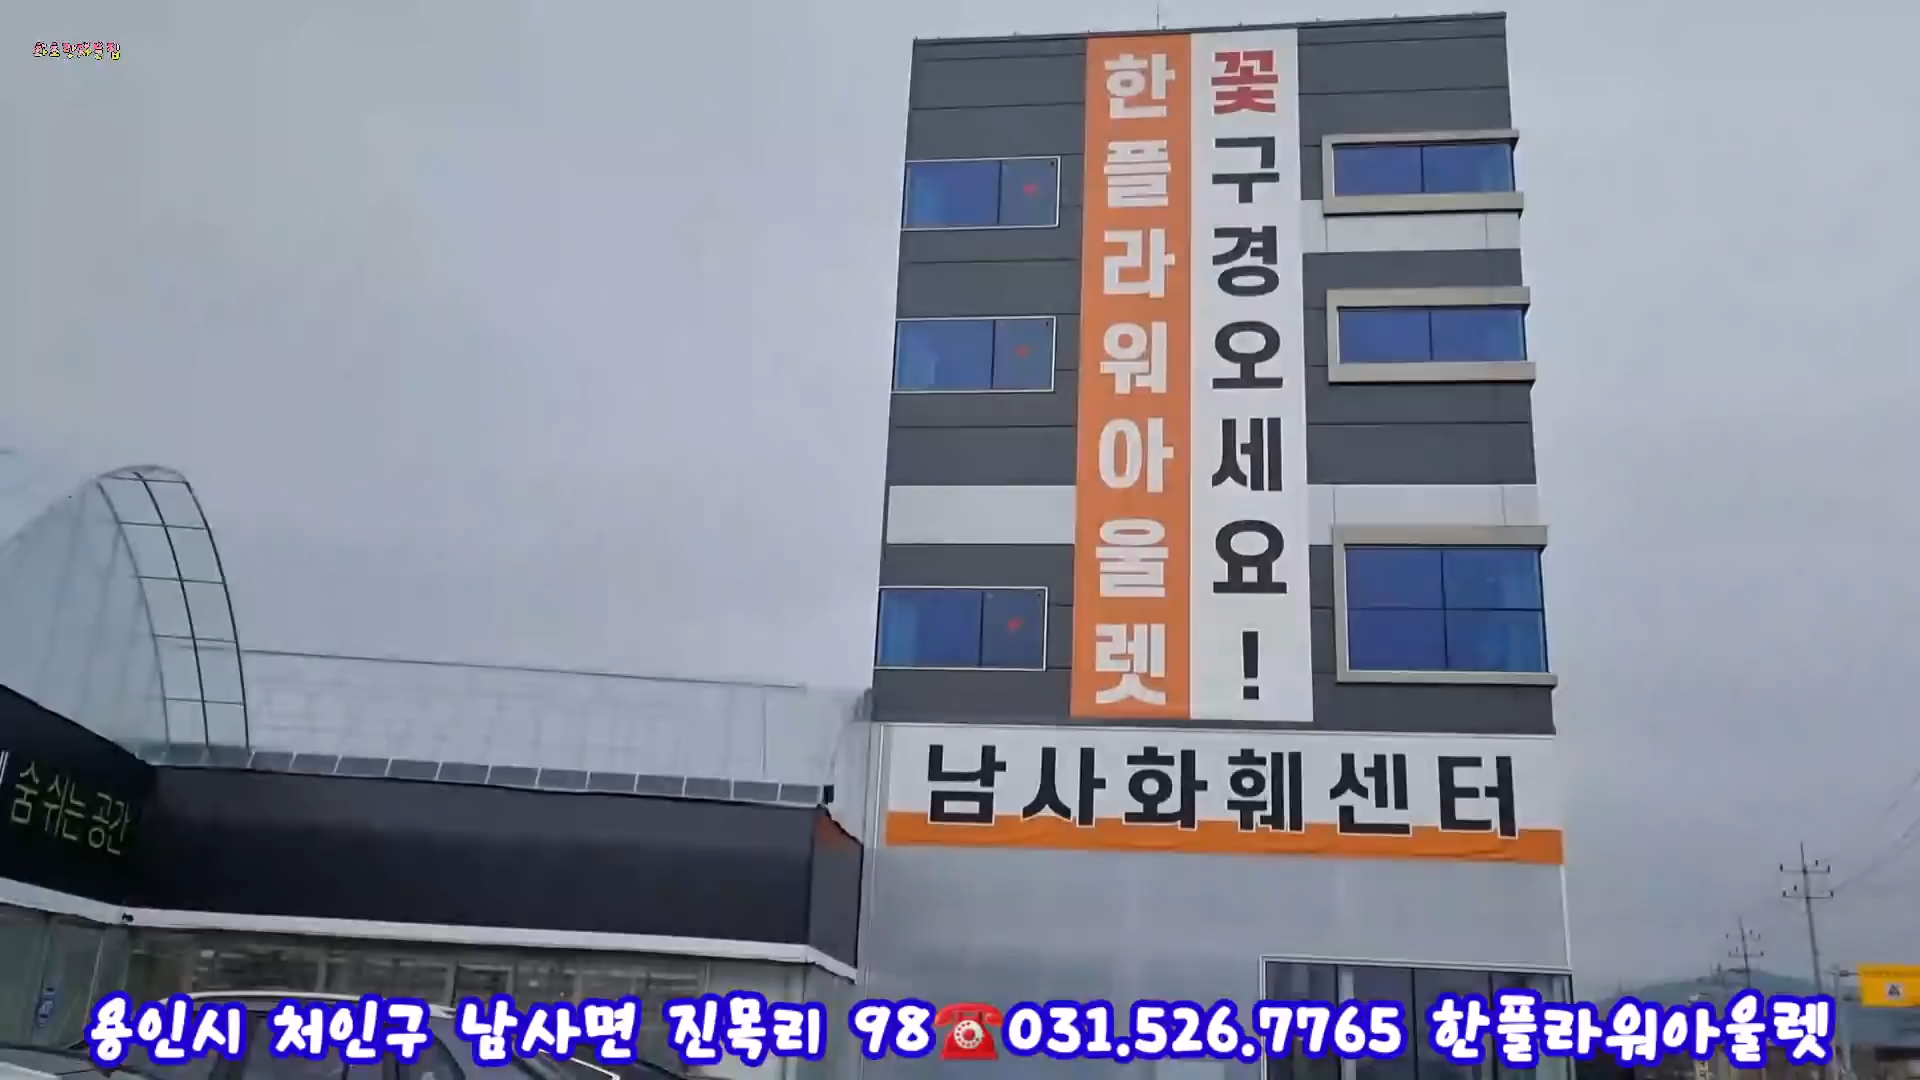 한플라워아울렛
꽃구경오세요!
남사화훼센터
숨 쉬는 공간
용인시 처인구 남사면 진목리 98☎031.526.7765 한플라워아울렛